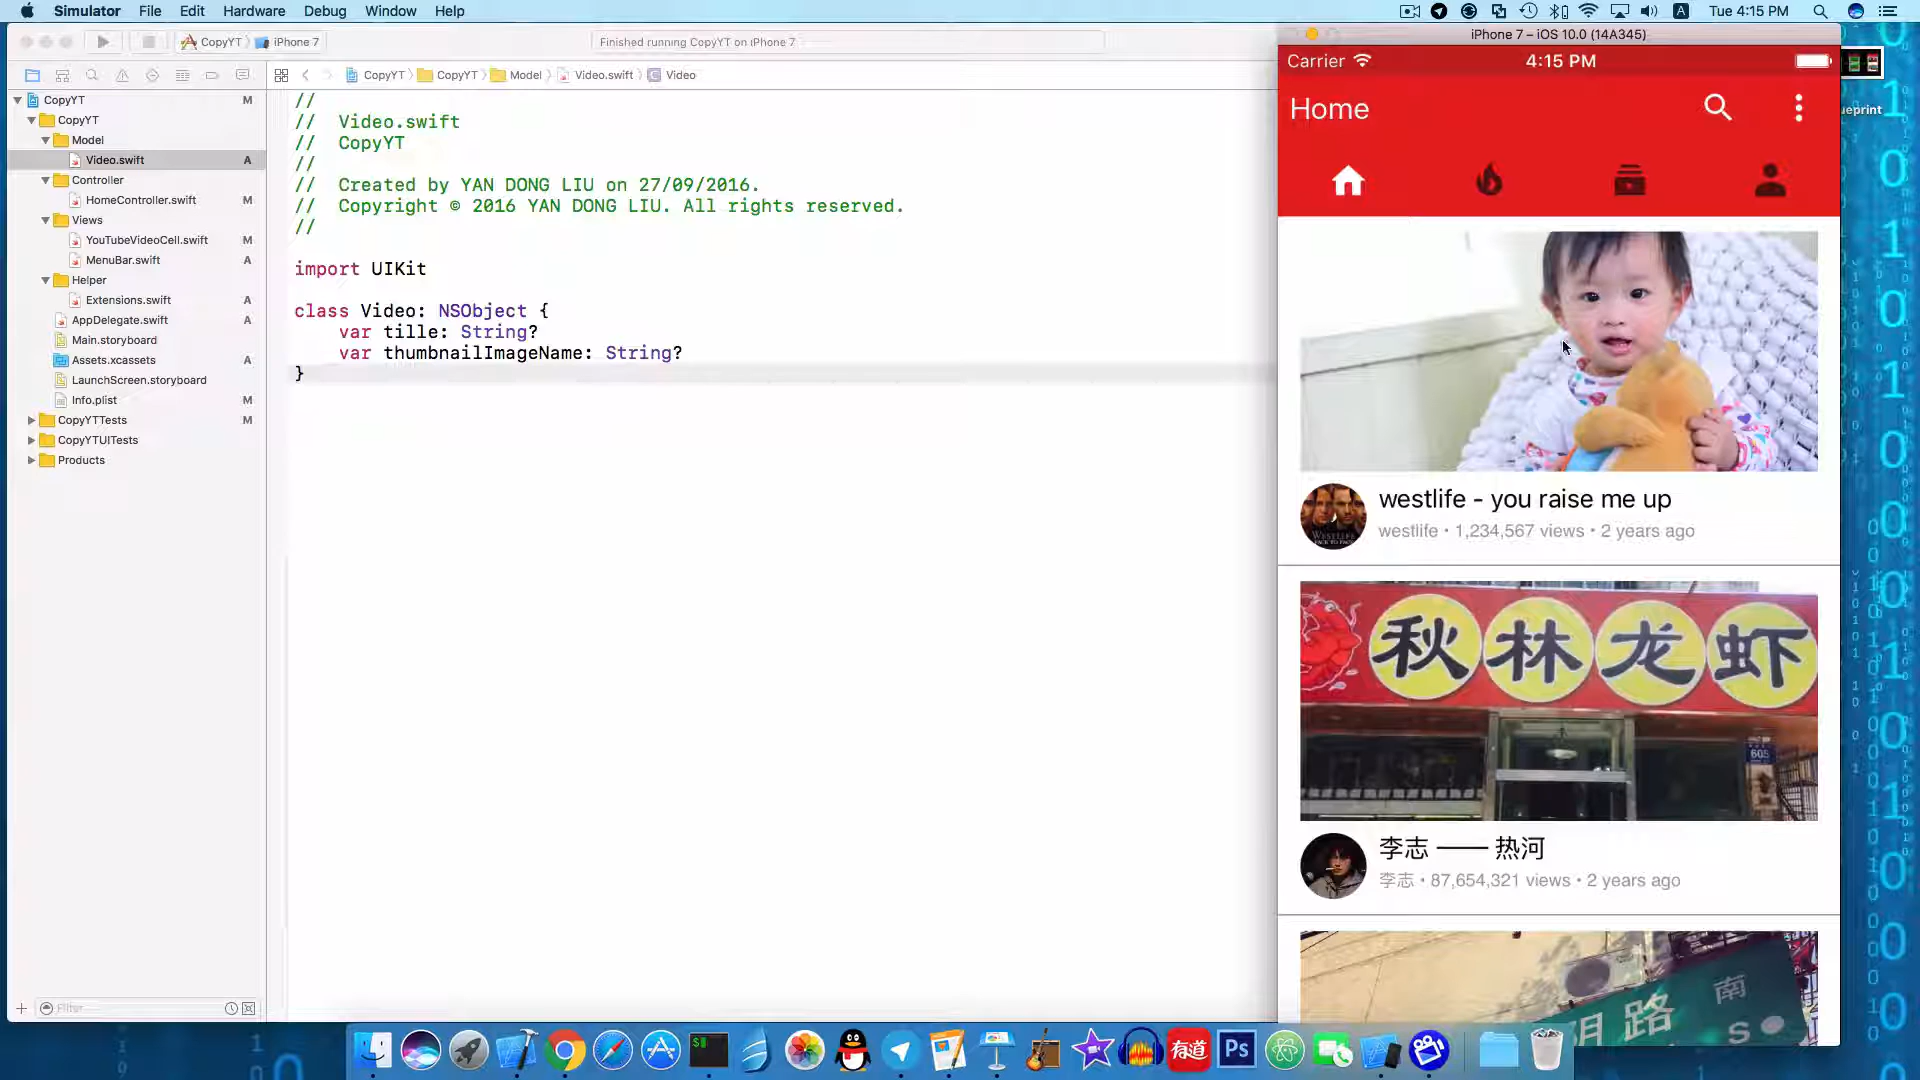 Simulator File Edit Hardware Debug Window Help
Tue 4:15 PM
CopyYT iPhone 7
Finished running CopyYT on iPhone 7
iPhone 7 – iOS 10.0 (14A345)
CopyYT CopyYT Model Video.swift Video
CopyYT M
CopyYT
Model
Video.swift A
Controller
HomeController.swift M
Views
YouTubeVideoCell.swift M
MenuBar.swift A
Helper
Extensions.swift A
AppDelegate.swift A
Main.storyboard
Assets.xcassets A
LaunchScreen.storyboard
Info.plist M
CopyYTTests M
CopyYTUITests
Products
Filter
//
// Video.swift
// CopyYT
//
// Created by YAN DONG LIU on 27/09/2016.
// Copyright © 2016 YAN DONG LIU. All rights reserved.
//
import UIKit
class Video: NSObject {
var tille: String?
var thumbnailImageName: String?
}
Carrier 4:15 PM
Home
westlife - you raise me up
westlife • 1,234,567 views • 2 years ago
秋林龙虾
605
李志 —— 热河
李志 • 87,654,321 views • 2 years ago
南
阴路
S
ueprint
有道
Ps